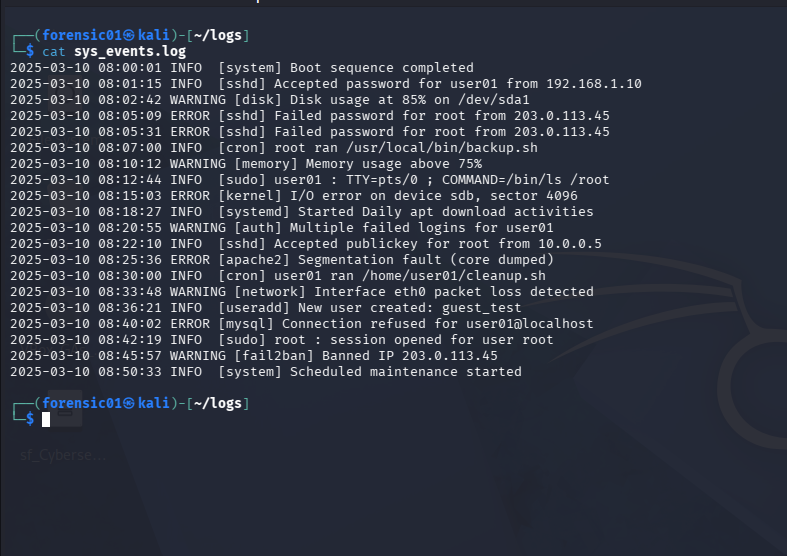 ┌──(forensic01㉿kali)-[~/logs]
└─$ cat sys_events.log
2025-03-10 08:00:01 INFO  [system] Boot sequence completed
2025-03-10 08:01:15 INFO  [sshd] Accepted password for user01 from 192.168.1.10
2025-03-10 08:02:42 WARNING [disk] Disk usage at 85% on /dev/sda1
2025-03-10 08:05:09 ERROR [sshd] Failed password for root from 203.0.113.45
2025-03-10 08:05:31 ERROR [sshd] Failed password for root from 203.0.113.45
2025-03-10 08:07:00 INFO  [cron] root ran /usr/local/bin/backup.sh
2025-03-10 08:10:12 WARNING [memory] Memory usage above 75%
2025-03-10 08:12:44 INFO  [sudo] user01 : TTY=pts/0 ; COMMAND=/bin/ls /root
2025-03-10 08:15:03 ERROR [kernel] I/O error on device sdb, sector 4096
2025-03-10 08:18:27 INFO  [systemd] Started Daily apt download activities
2025-03-10 08:20:55 WARNING [auth] Multiple failed logins for user01
2025-03-10 08:22:10 INFO  [sshd] Accepted publickey for root from 10.0.0.5
2025-03-10 08:25:36 ERROR [apache2] Segmentation fault (core dumped)
2025-03-10 08:30:00 INFO  [cron] user01 ran /home/user01/cleanup.sh
2025-03-10 08:33:48 WARNING [network] Interface eth0 packet loss detected
2025-03-10 08:36:21 INFO  [useradd] New user created: guest_test
2025-03-10 08:40:02 ERROR [mysql] Connection refused for user01@localhost
2025-03-10 08:42:19 INFO  [sudo] root : session opened for user root
2025-03-10 08:45:57 WARNING [fail2ban] Banned IP 203.0.113.45
2025-03-10 08:50:33 INFO  [system] Scheduled maintenance started
┌──(forensic01㉿kali)-[~/logs]
└─$
sf_Cyberse...